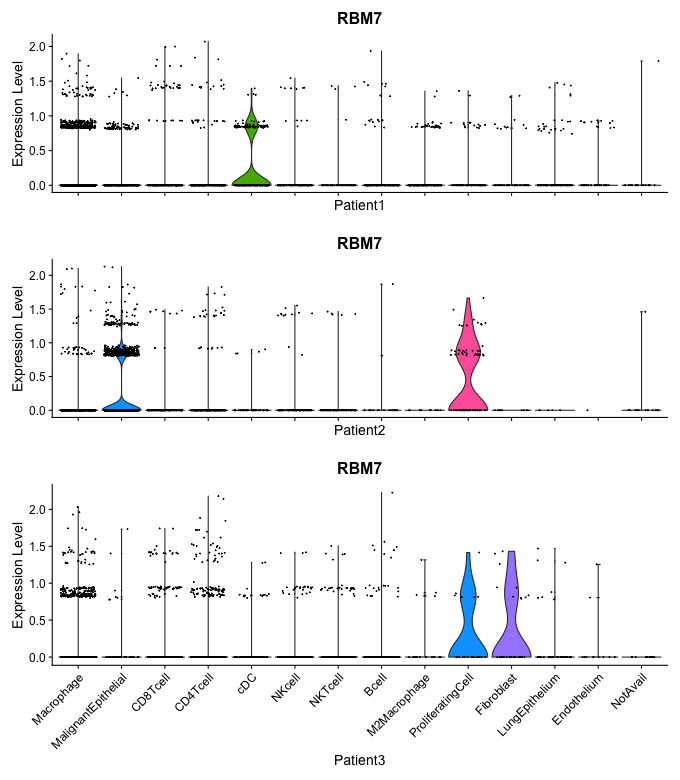 RBM7
Expression Level
2.0
1.5
1.0
0.5
0.0
Patient1
RBM7
Expression Level
2.0
1.5
1.0
0.5
0.0
Patient2
RBM7
Expression Level
2.0
1.5
1.0
0.5
0.0
Macrophage
MalignantEpithelial
CD8Tcell
CD4Tcell
cDC
NKcell
NKTcell
Bcell
M2Macrophage
ProliferatingCell
Fibroblast
LungEpithelium
Endothelium
NotAvail
Patient3